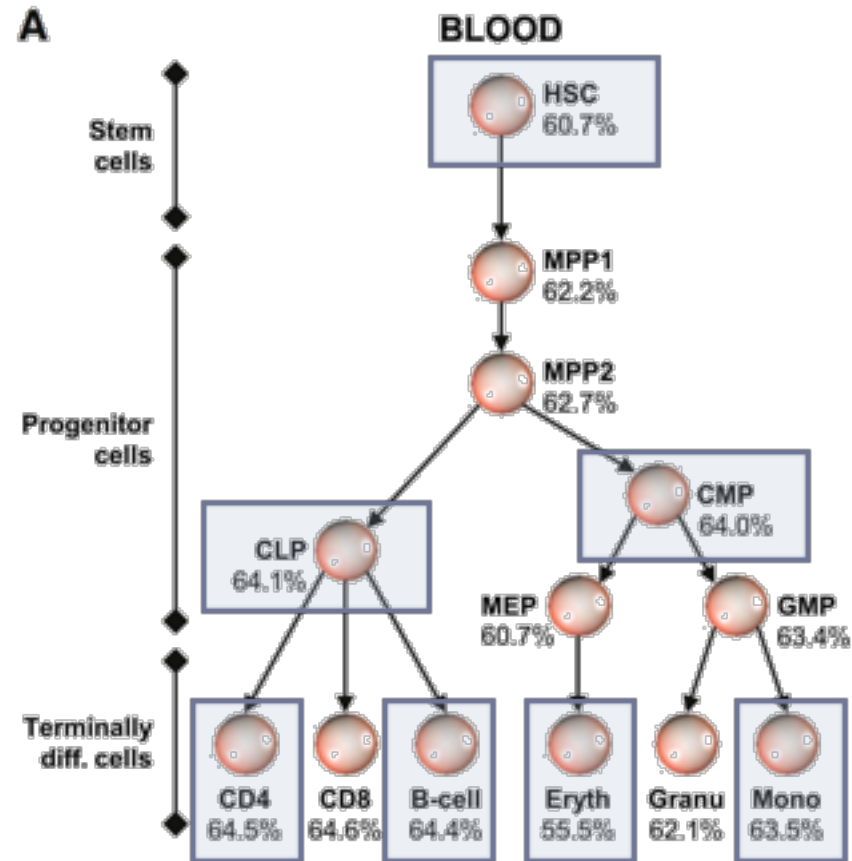 A
BLOOD
HSC
60.7%
Stem
cells
MPP1
62.2%
MPP2
62.7%
Progenitor
cells
CMP
64.0%
CLP
64.1%
MEP
60.7%
GMP
63.4%
Terminally
diff. cells
CD4
64.5%
CD8
64.6%
B-cell
64.4%
Eryth
55.5%
Granu
62.1%
Mono
63.5%